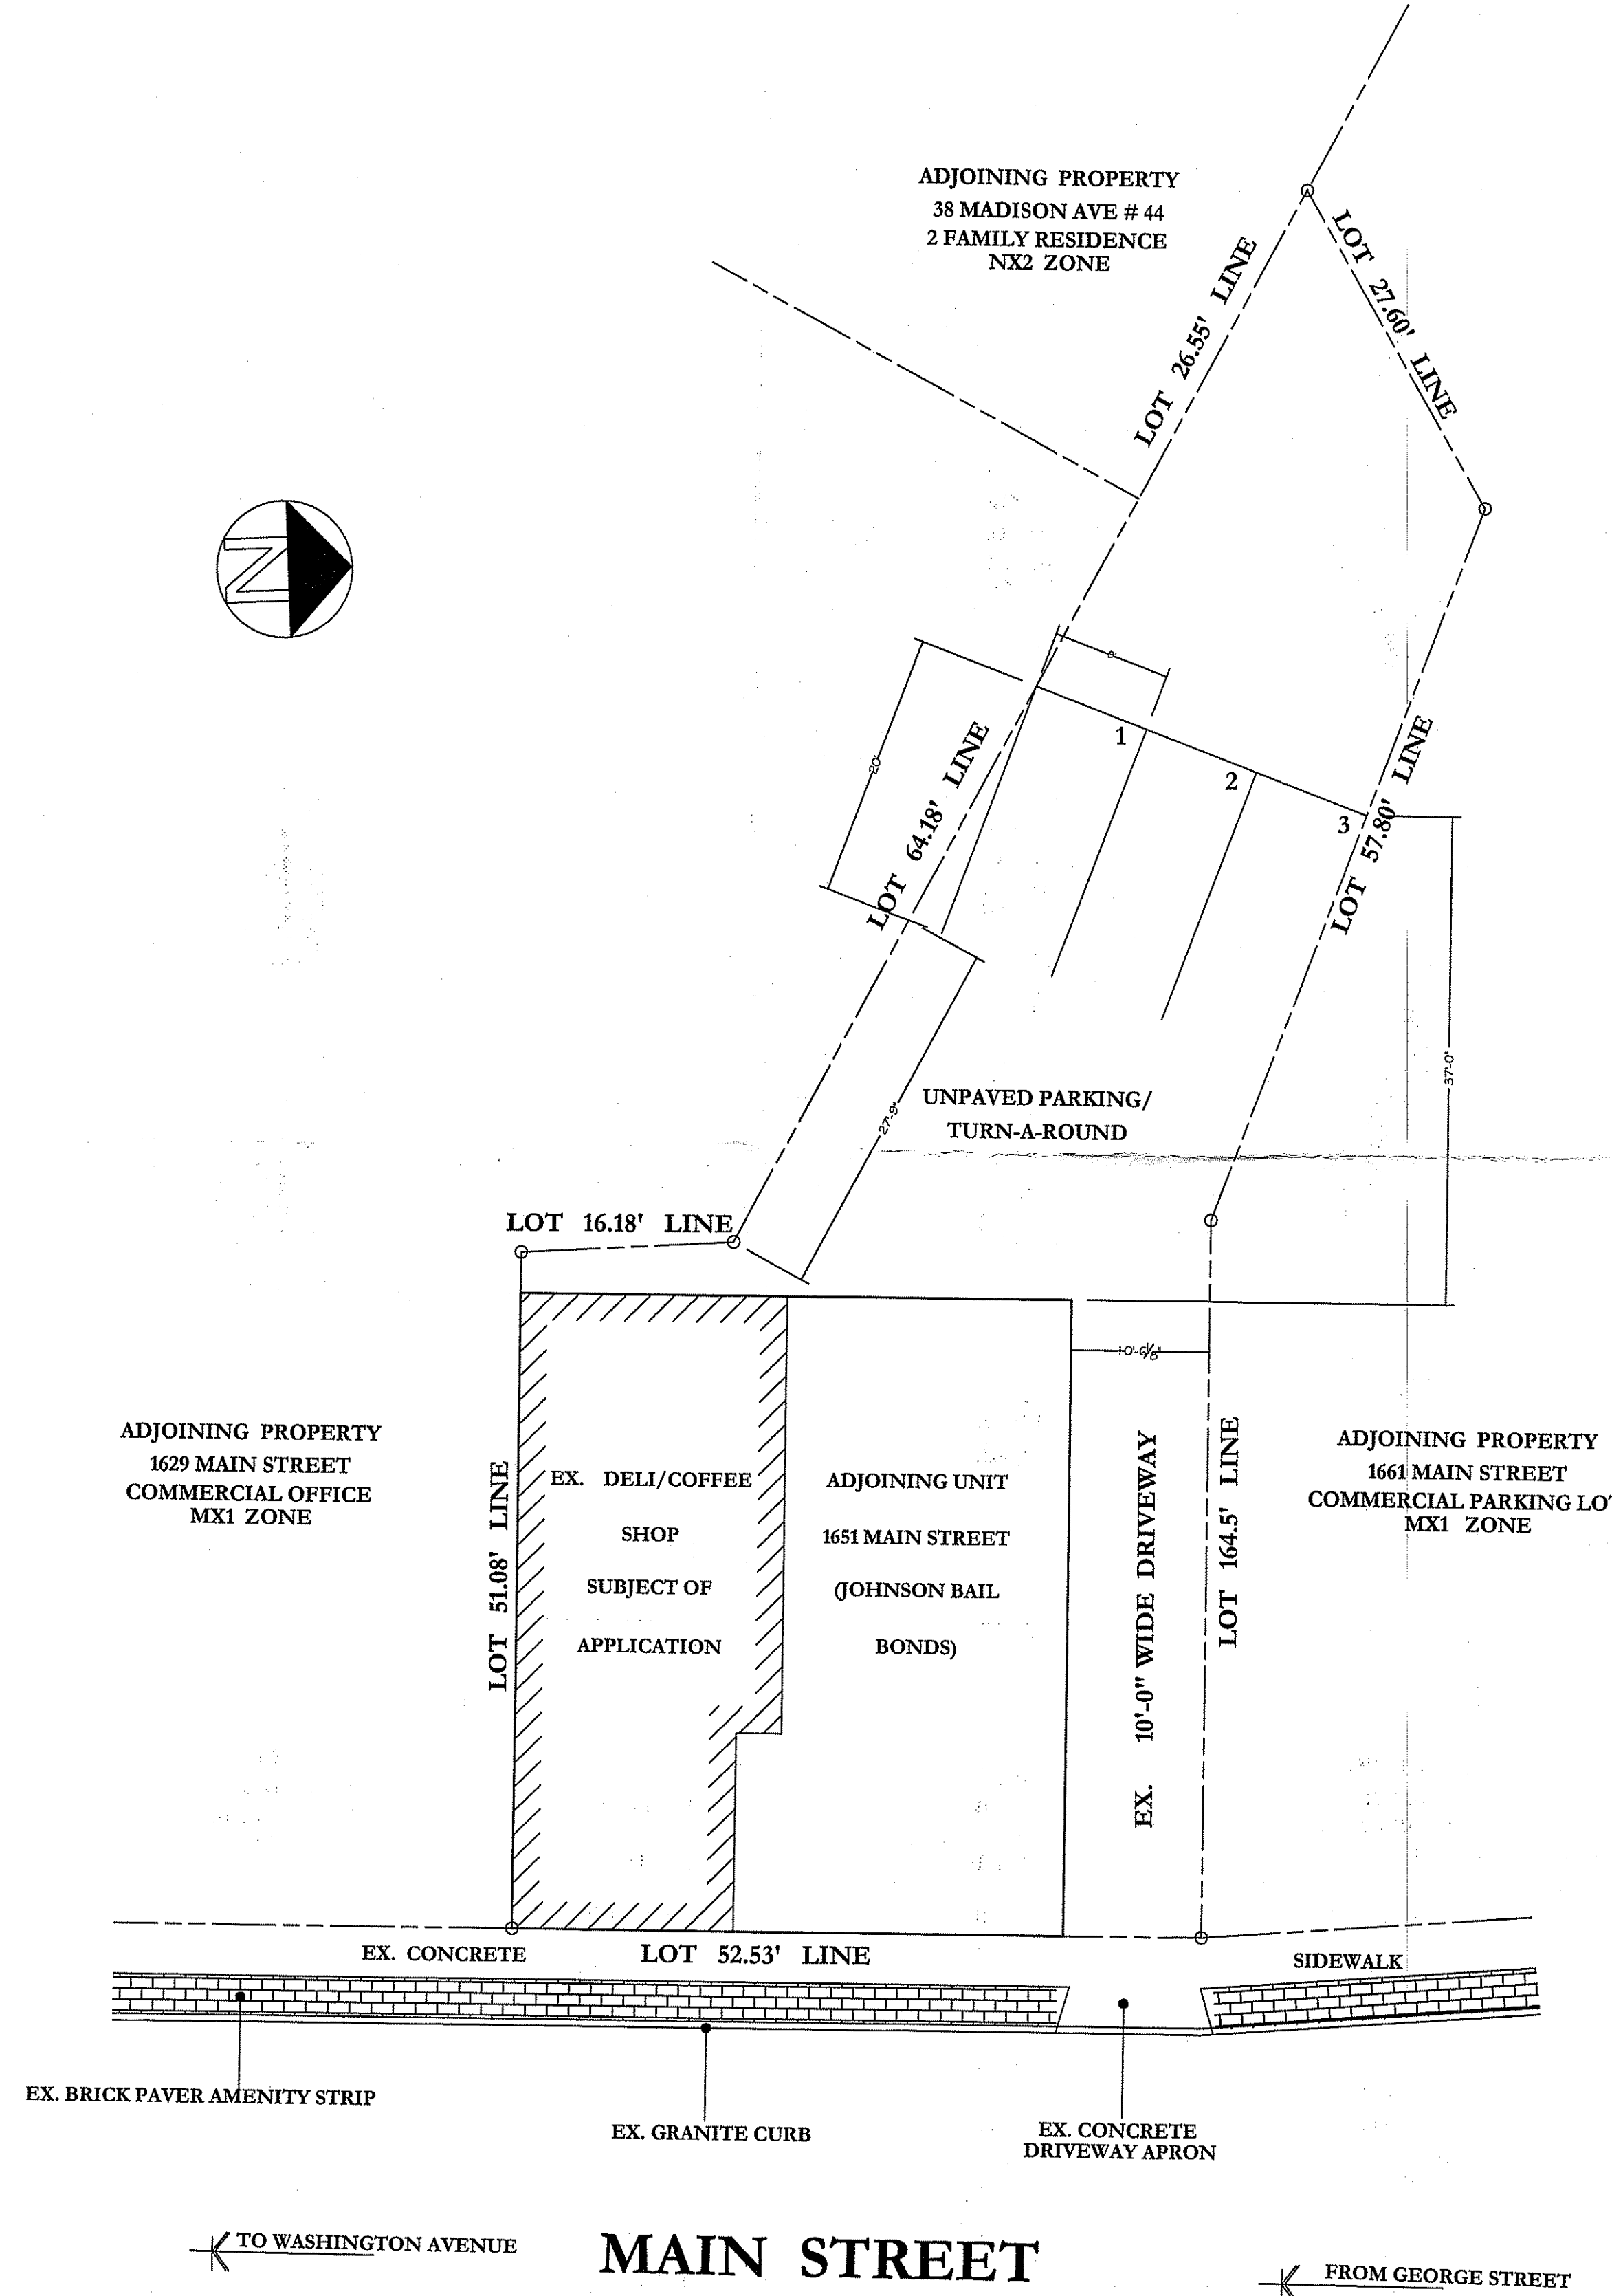 ADJOINING PROPERTY
38 MADISON AVE # 44
2 FAMILY RESIDENCE
NX2 ZONE
LOT 26.55' LINE
LOT 27.60' LINE
N
9'
1
2
3
20'
LOT 64.18' LINE
LOT 57.80' LINE
37'-0"
27'-9"
UNPAVED PARKING/
TURN-A-ROUND
LOT 16.18' LINE
ADJOINING PROPERTY
1629 MAIN STREET
COMMERCIAL OFFICE
MX1 ZONE
LOT 51.08' LINE
EX. DELI/COFFEE
SHOP
SUBJECT OF
APPLICATION
ADJOINING UNIT
1651 MAIN STREET
(JOHNSON BAIL
BONDS)
EX. 10'-0" WIDE DRIVEWAY
LOT 164.5' LINE
ADJOINING PROPERTY
1661 MAIN STREET
COMMERCIAL PARKING LO
MX1 ZONE
EX. CONCRETE
LOT 52.53' LINE
SIDEWALK
EX. BRICK PAVER AMENITY STRIP
EX. GRANITE CURB
EX. CONCRETE
DRIVEWAY APRON
TO WASHINGTON AVENUE
MAIN STREET
FROM GEORGE STREET